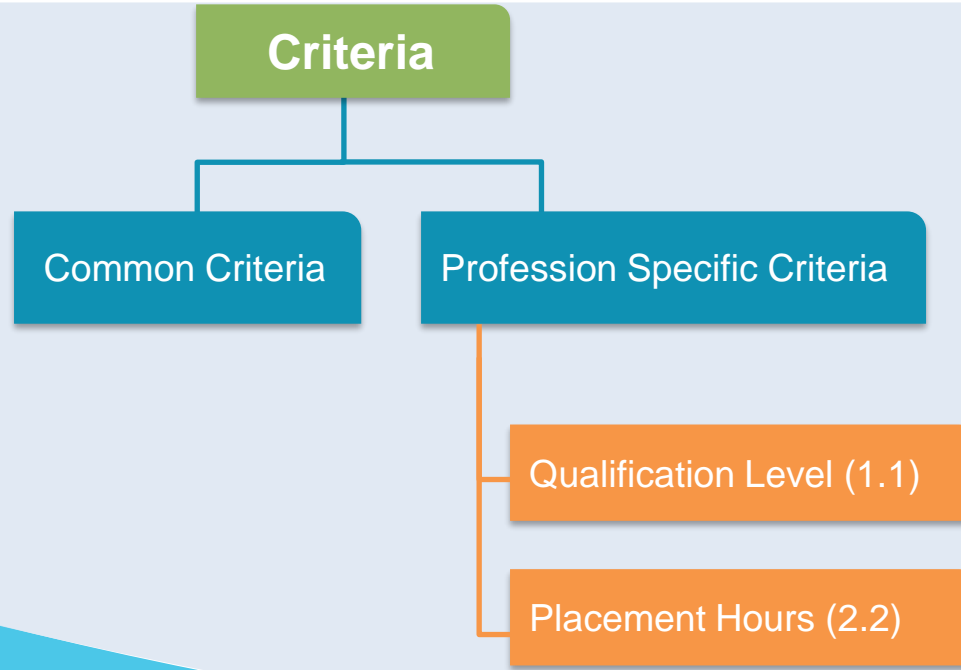 Criteria
Common Criteria
Profession Specific Criteria
Qualification Level (1.1)
Placement Hours (2.2)